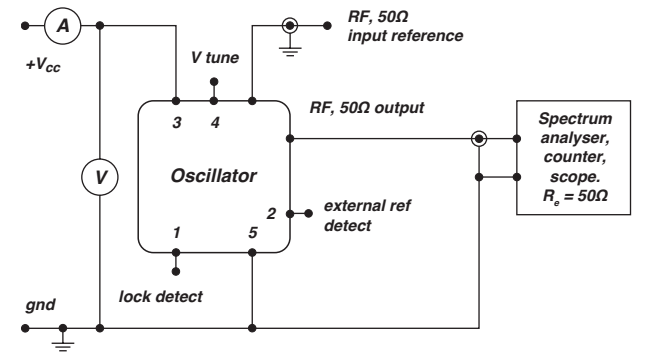 A
RF, 50Ω
input reference
+Vcc
V tune
3
4
RF, 50Ω output
Spectrum
analyser,
counter,
scope.
Re = 50Ω
V
Oscillator
2
external ref
detect
1
5
lock detect
gnd